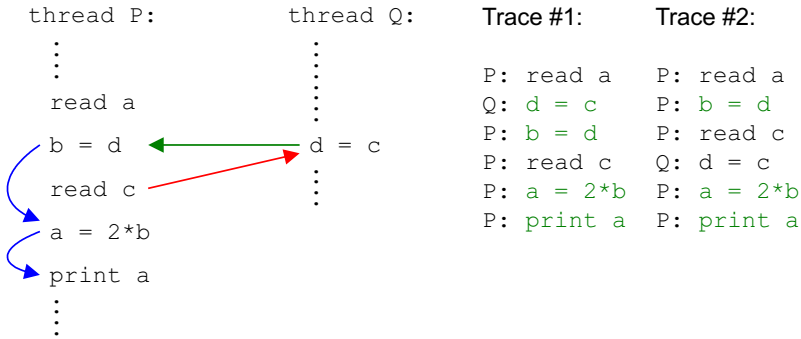 thread P:
read a
b = d
read c
a = 2*b
print a
thread Q:
d = c
Trace #1:
P: read a
Q: d = c
P: b = d
P: read c
P: a = 2*b
P: print a
Trace #2:
P: read a
P: b = d
P: read c
Q: d = c
P: a = 2*b
P: print a